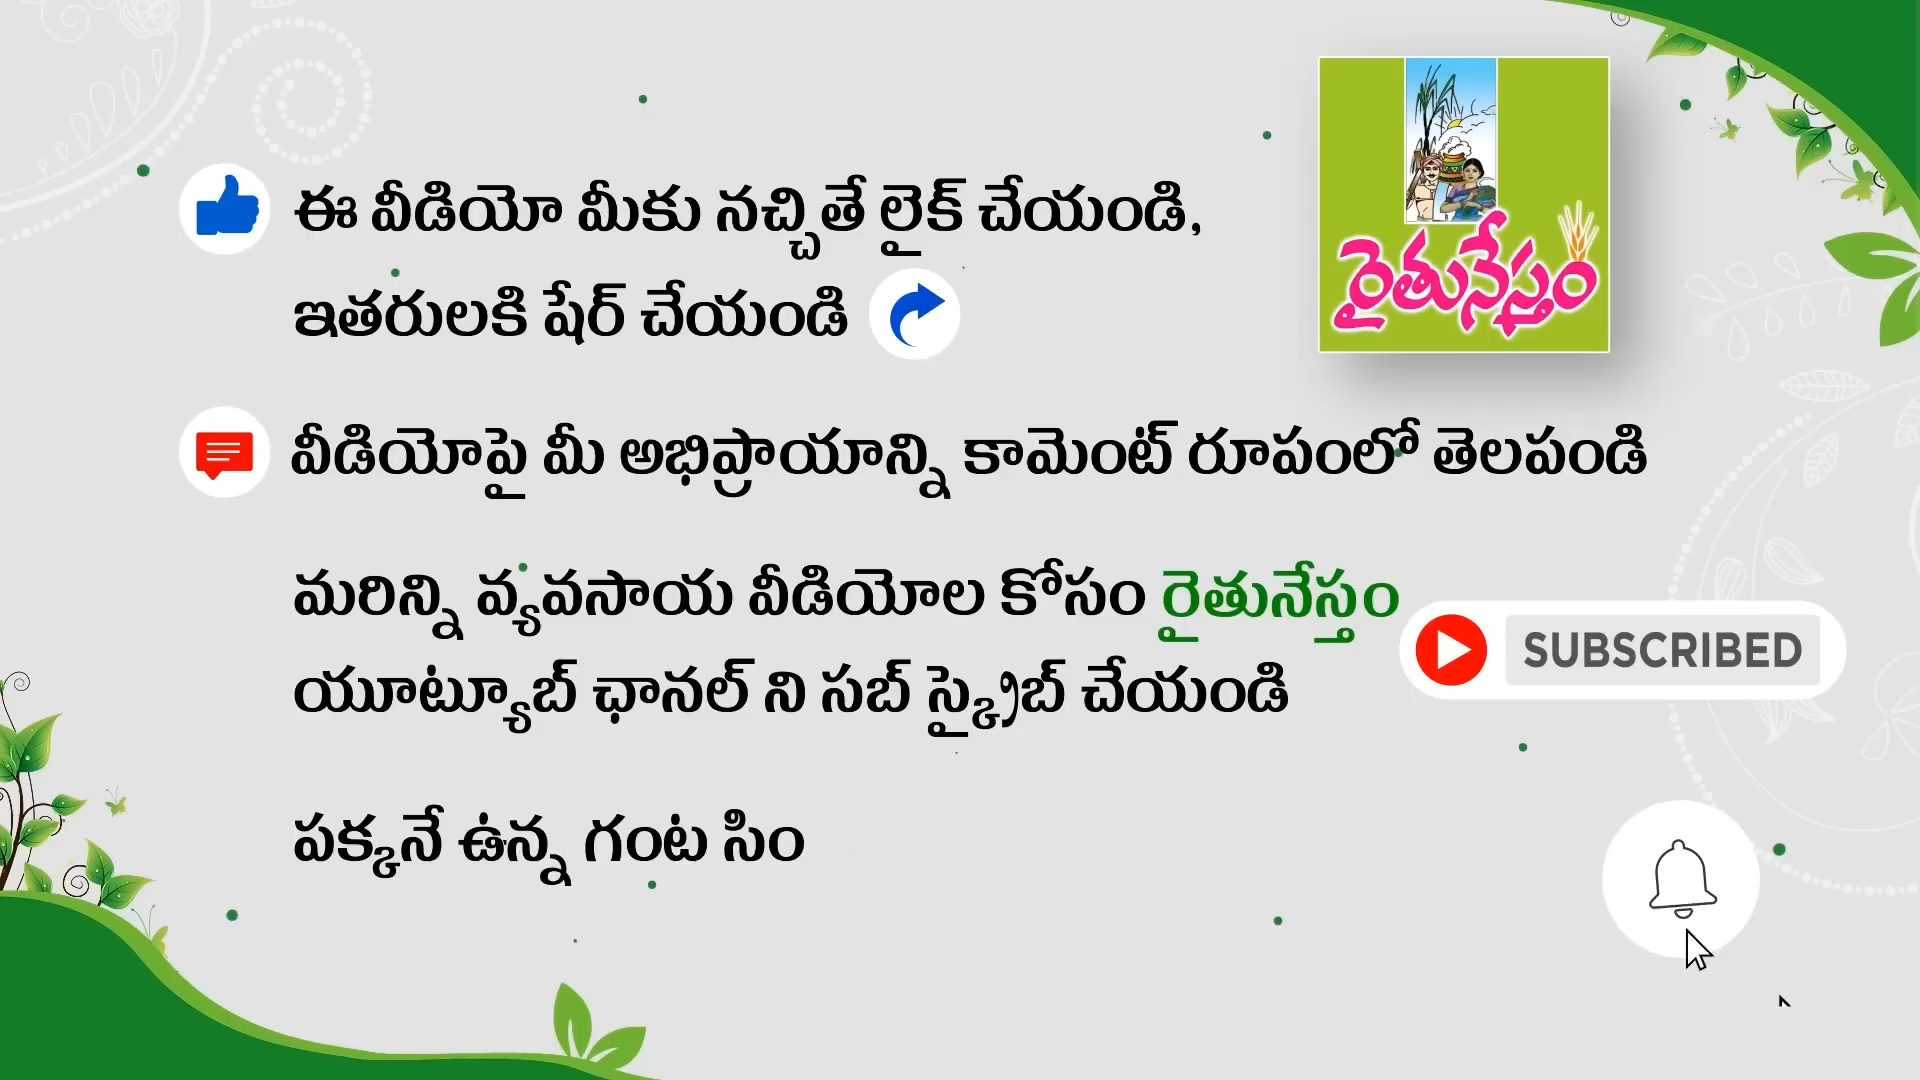 రైతునేస్తం
ఈ వీడియో మీకు నచ్చితే లైక్ చేయండి,
ఇతరులకి షేర్ చేయండి
వీడియోపై మీ అభిప్రాయాన్ని కామెంట్ రూపంలో తెలపండి
మరిన్ని వ్యవసాయ వీడియోల కోసం రైతునేస్తం
యూట్యూబ్ ఛానల్ ని సబ్ స్క్రైబ్ చేయండి
SUBSCRIBED
పక్కనే ఉన్న గంట సిం